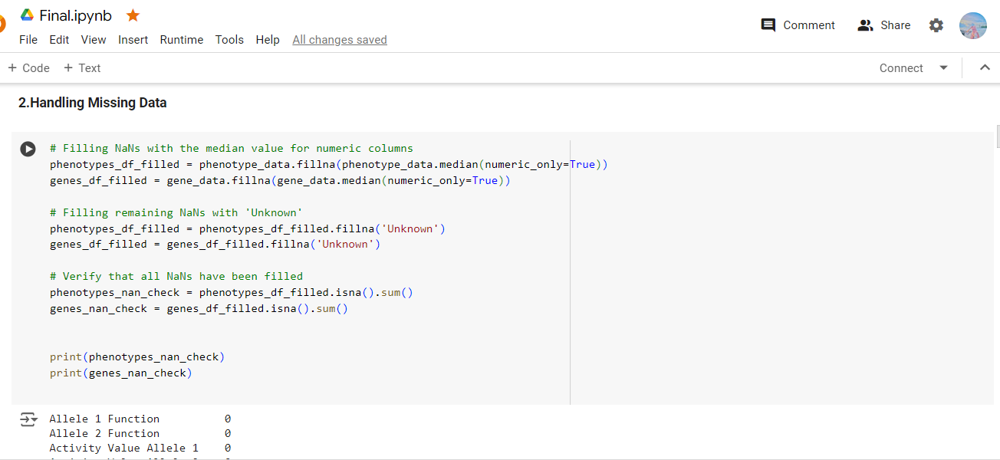 Final.ipynb
File Edit View Insert Runtime Tools Help All changes saved
Comment Share
+ Code + Text
Connect
2.Handling Missing Data
# Filling NaNs with the median value for numeric columns
phenotypes_df_filled = phenotype_data.fillna(phenotype_data.median(numeric_only=True))
genes_df_filled = gene_data.fillna(gene_data.median(numeric_only=True))
# Filling remaining NaNs with 'Unknown'
phenotypes_df_filled = phenotypes_df_filled.fillna('Unknown')
genes_df_filled = genes_df_filled.fillna('Unknown')
# Verify that all NaNs have been filled
phenotypes_nan_check = phenotypes_df_filled.isna().sum()
genes_nan_check = genes_df_filled.isna().sum()
print(phenotypes_nan_check)
print(genes_nan_check)
Allele 1 Function 0
Allele 2 Function 0
Activity Value Allele 1 0